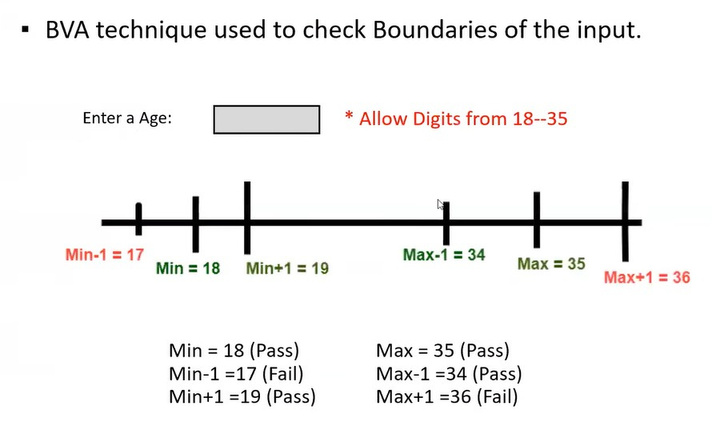 ▪ BVA technique used to check Boundaries of the input.
Enter a Age: * Allow Digits from 18--35
Min-1 = 17 Min = 18 Min+1 = 19 Max-1 = 34 Max = 35 Max+1 = 36
Min = 18 (Pass)
Min-1 =17 (Fail)
Min+1 =19 (Pass)
Max = 35 (Pass)
Max-1 =34 (Pass)
Max+1 =36 (Fail)